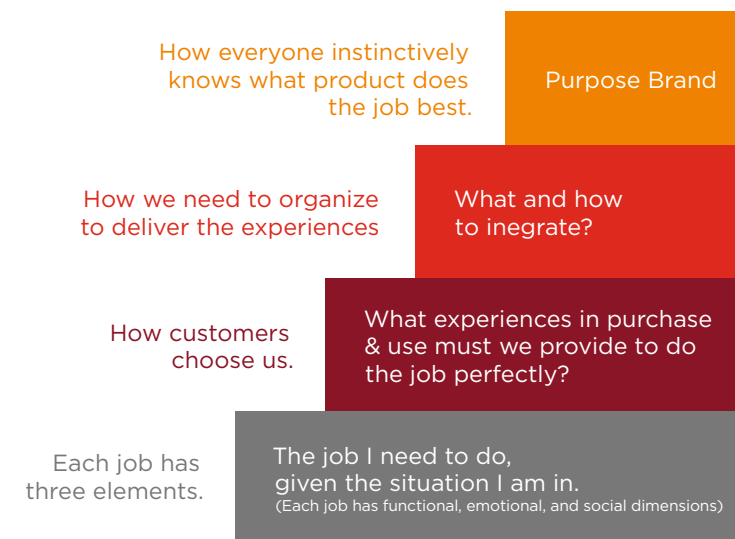 How everyone instinctively
knows what product does
the job best.
Purpose Brand
How we need to organize
to deliver the experiences
What and how
to inegrate?
How customers
choose us.
What experiences in purchase
& use must we provide to do
the job perfectly?
Each job has
three elements.
The job I need to do,
given the situation I am in.
(Each job has functional, emotional, and social dimensions)